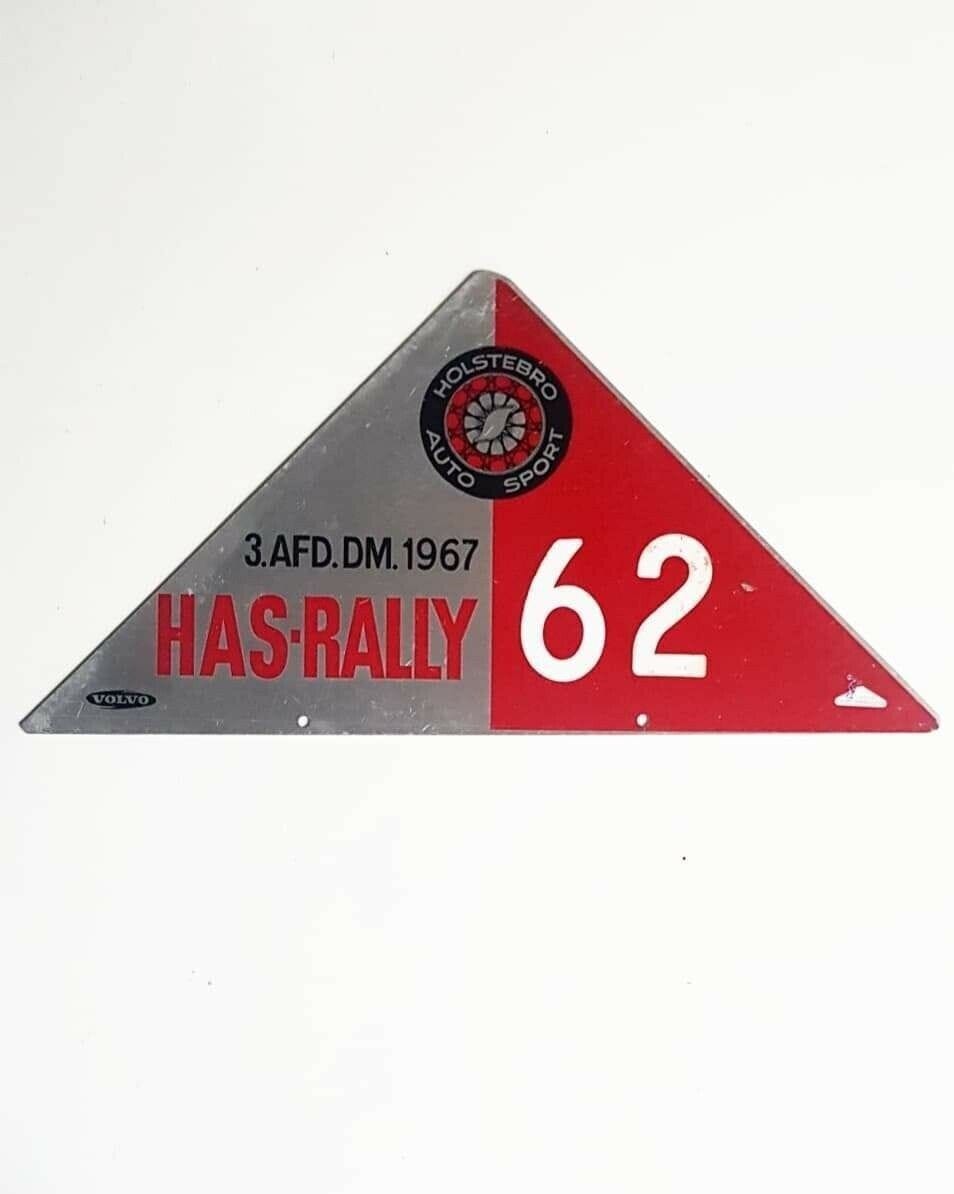 HOLSTEBRO
AUTO SPORT
3.AFD.DM.1967
HAS-RALLY
62
VOLVO